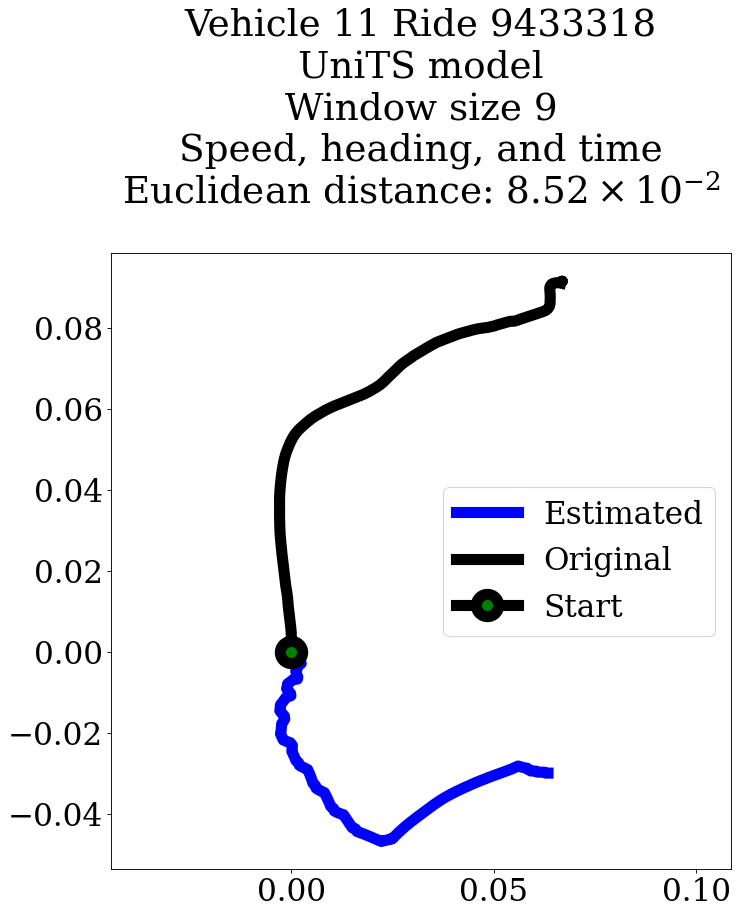 Vehicle 11 Ride 9433318
UniTS model
Window size 9
Speed, heading, and time
Euclidean distance: 8.52 × 10⁻²
0.08
0.06
0.04
0.02
0.00
−0.02
−0.04
Estimated
Original
Start
0.00 0.05 0.10